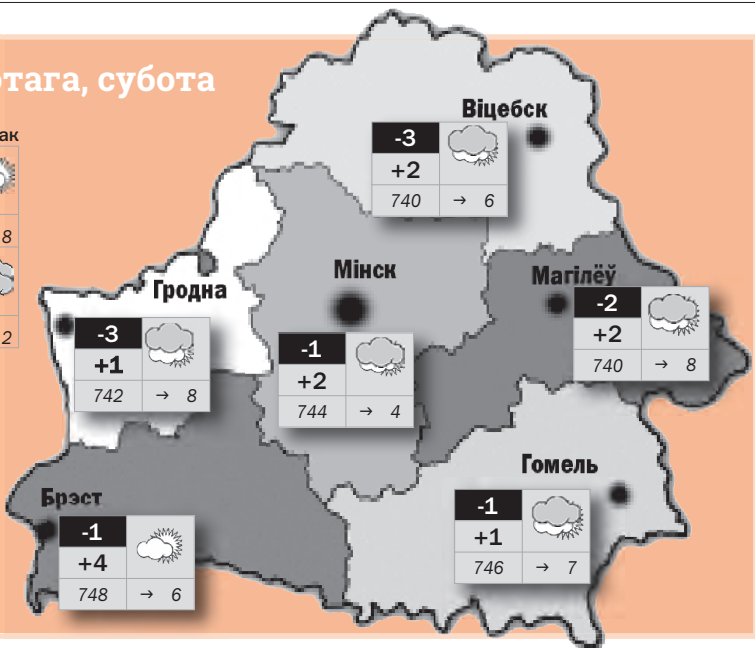 ютага, субота
ак
8
2
Віцебск
-3
+2
740 → 6
Мінск
-1
+2
744 → 4
Магілёў
-2
+2
740 → 8
Гродна
-3
+1
742 → 8
Гомель
-1
+1
746 → 7
Брэст
-1
+4
748 → 6